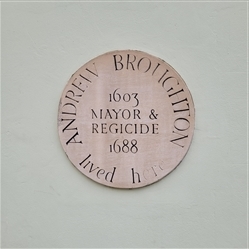 ANDREW BROUGHTON
1603
MAYOR &
REGICIDE
1688
lived here